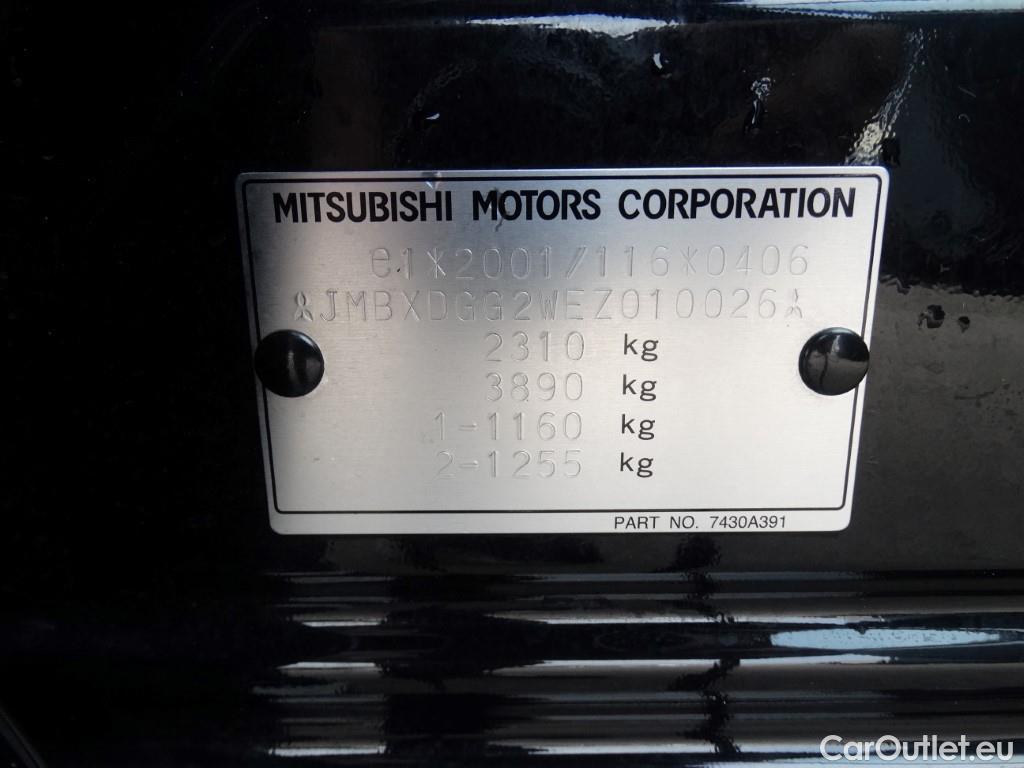 MITSUBISHI MOTORS CORPORATION
e1*2001/116*0406
JMBXDGG2WEZ010026
2310 kg
3890 kg
1-1160 kg
2-1255 kg
PART NO. 7430A391
CarOutlet.eu